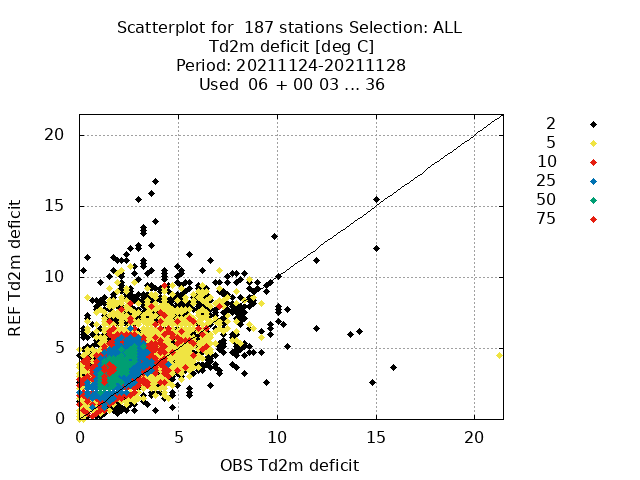 Scatterplot for 187 stations Selection: ALL
Td2m deficit [deg C]
Period: 20211124-20211128
Used 06 + 00 03 ... 36
2
5
10
25
50
75
REF Td2m deficit
20
15
10
5
0
0 5 10 15 20
OBS Td2m deficit